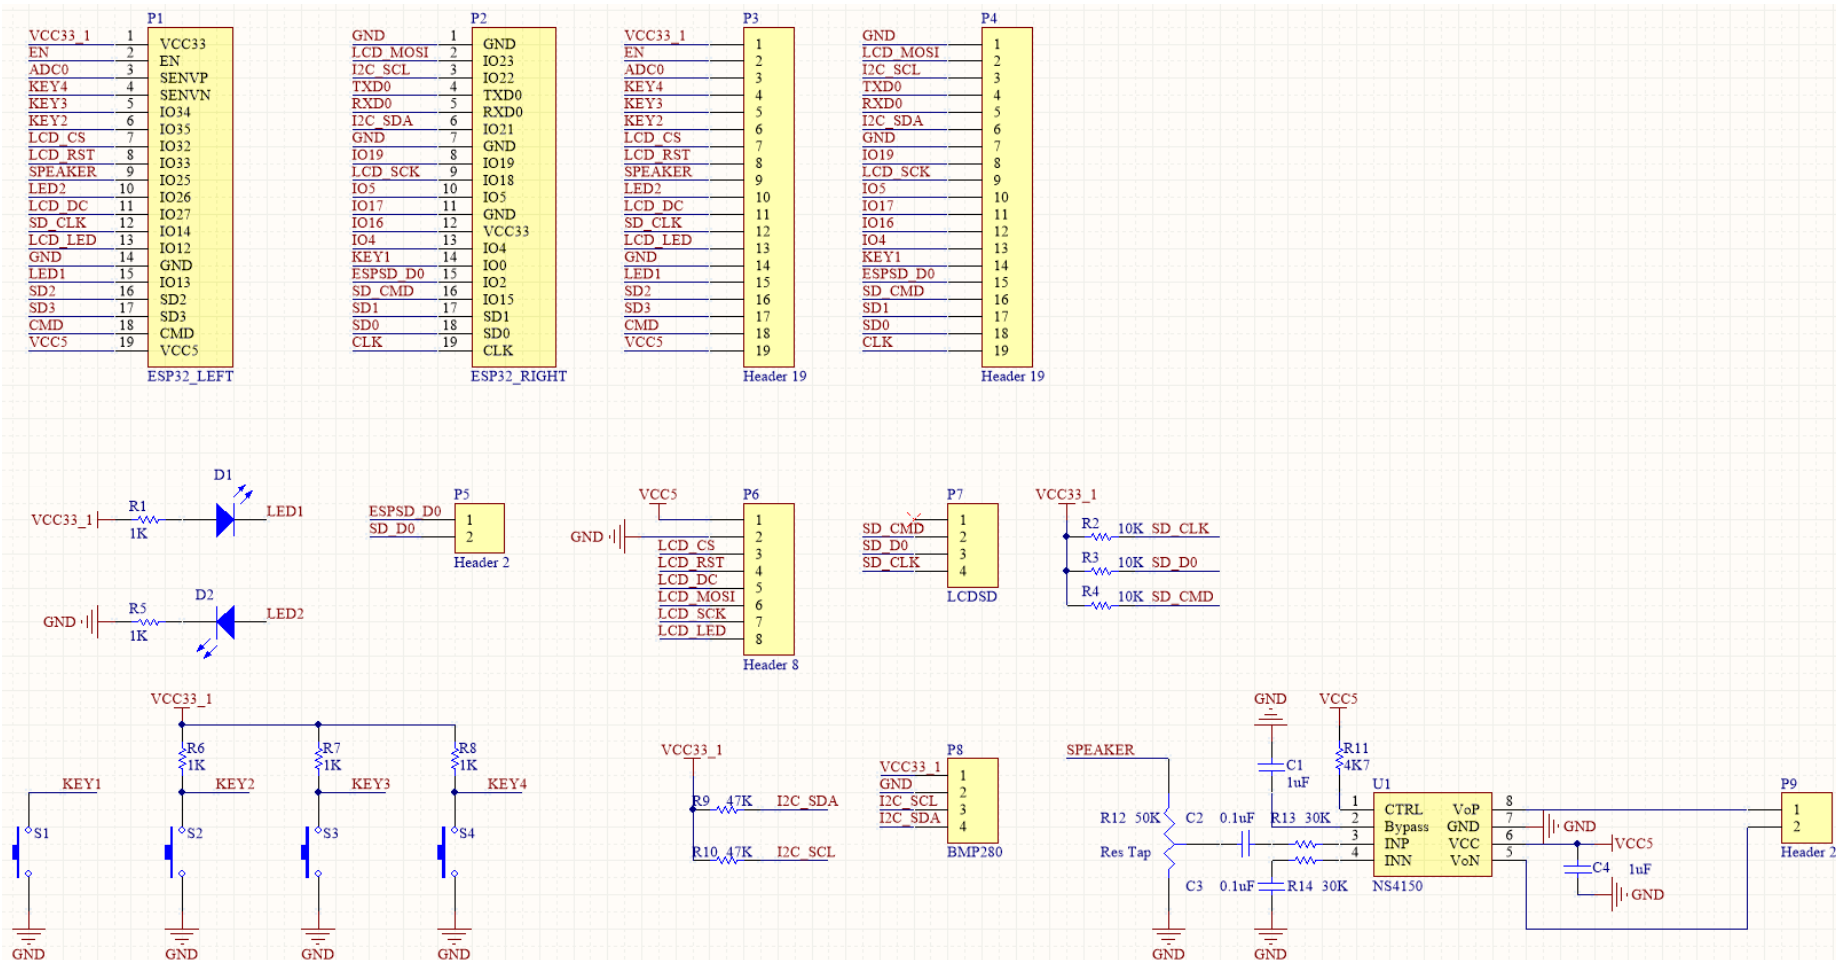 P1
VCC33_1 1 VCC33
EN 2 EN
ADC0 3 SENVP
KEY4 4 SENVN
KEY3 5 IO34
KEY2 6 IO35
LCD_CS 7 IO32
LCD_RST 8 IO33
SPEAKER 9 IO25
LED2 10 IO26
LCD_DC 11 IO27
SD_CLK 12 IO14
LCD_LED 13 IO12
GND 14 GND
LED1 15 IO13
SD2 16 SD2
SD3 17 SD3
CMD 18 CMD
VCC5 19 VCC5
ESP32_LEFT
P2
GND 1 GND
LCD_MOSI 2 IO23
I2C_SCL 3 IO22
TXD0 4 TXD0
RXD0 5 RXD0
I2C_SDA 6 IO21
GND 7 GND
IO19 8 IO19
LCD_SCK 9 IO18
IO5 10 IO5
IO17 11 GND
IO16 12 VCC33
IO4 13 IO4
KEY1 14 IO0
ESPSD_D0 15 IO2
SD_CMD 16 IO15
SD1 17 SD1
SD0 18 SD0
CLK 19 CLK
ESP32_RIGHT
P3
VCC33_1 1
EN 2
ADC0 3
KEY4 4
KEY3 5
KEY2 6
LCD_CS 7
LCD_RST 8
SPEAKER 9
LED2 10
LCD_DC 11
SD_CLK 12
LCD_LED 13
GND 14
LED1 15
SD2 16
SD3 17
CMD 18
VCC5 19
Header 19
P4
GND 1
LCD_MOSI 2
I2C_SCL 3
TXD0 4
RXD0 5
I2C_SDA 6
GND 7
IO19 8
LCD_SCK 9
IO5 10
IO17 11
IO16 12
IO4 13
KEY1 14
ESPSD_D0 15
SD_CMD 16
SD1 17
SD0 18
CLK 19
Header 19
D1
VCC33_1 R1 LED1
1K
D2
GND R5 LED2
1K
P5
ESPSD_D0 1
SD_D0 2
Header 2
VCC5 P6
1
GND 2
LCD_CS 3
LCD_RST 4
LCD_DC 5
LCD_MOSI 6
LCD_SCK 7
LCD_LED 8
Header 8
P7
1
SD_CMD 2
SD_D0 3
SD_CLK 4
LCDSD
VCC33_1
R2 10K SD_CLK
R3 10K SD_D0
R4 10K SD_CMD
VCC33_1
R6 R7 R8
1K 1K 1K
KEY1 KEY2 KEY3 KEY4
S1 S2 S3 S4
GND GND GND GND
VCC33_1
R9 47K I2C_SDA
R10 47K I2C_SCL
P8
VCC33_1 1
GND 2
I2C_SCL 3
I2C_SDA 4
BMP280
SPEAKER
R12 50K
Res Tap
GND
GND
C1
1uF
VCC5
R11
4K7
C2 0.1uF R13 30K
C3 0.1uF R14 30K
GND
U1
1 CTRL VoP 8
2 Bypass GND 7
3 INP VCC 6
4 INN VoN 5
NS4150
GND
VCC5
C4 1uF
GND
P9
1
2
Header 2